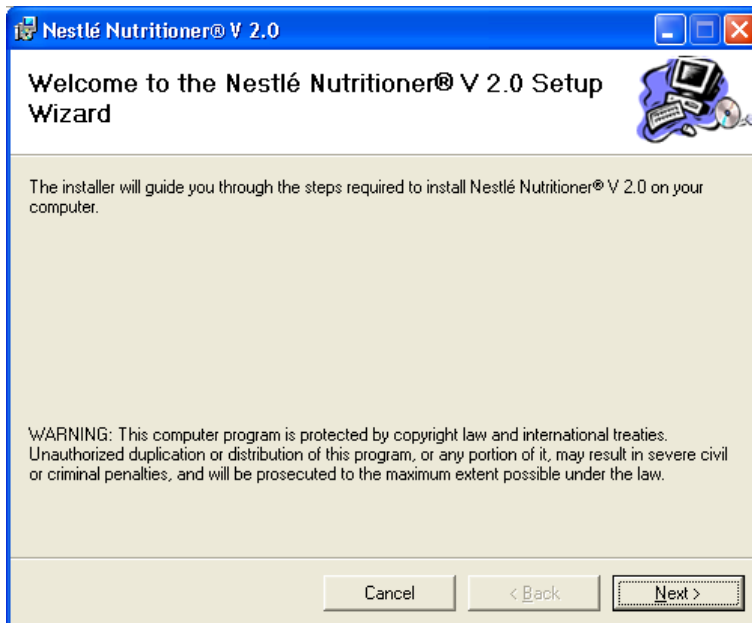 Nestlé Nutritioner® V 2.0
Welcome to the Nestlé Nutritioner® V 2.0 Setup
Wizard
The installer will guide you through the steps required to install Nestlé Nutritioner® V 2.0 on your
computer.
WARNING: This computer program is protected by copyright law and international treaties.
Unauthorized duplication or distribution of this program, or any portion of it, may result in severe civil
or criminal penalties, and will be prosecuted to the maximum extent possible under the law.
Cancel < Back Next >